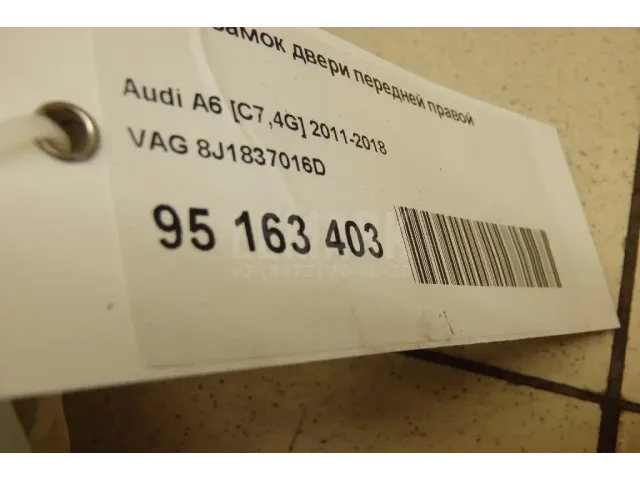 Замок двери передней правой
Audi A6 [C7,4G] 2011-2018
VAG 8J1837016D
95 163 403